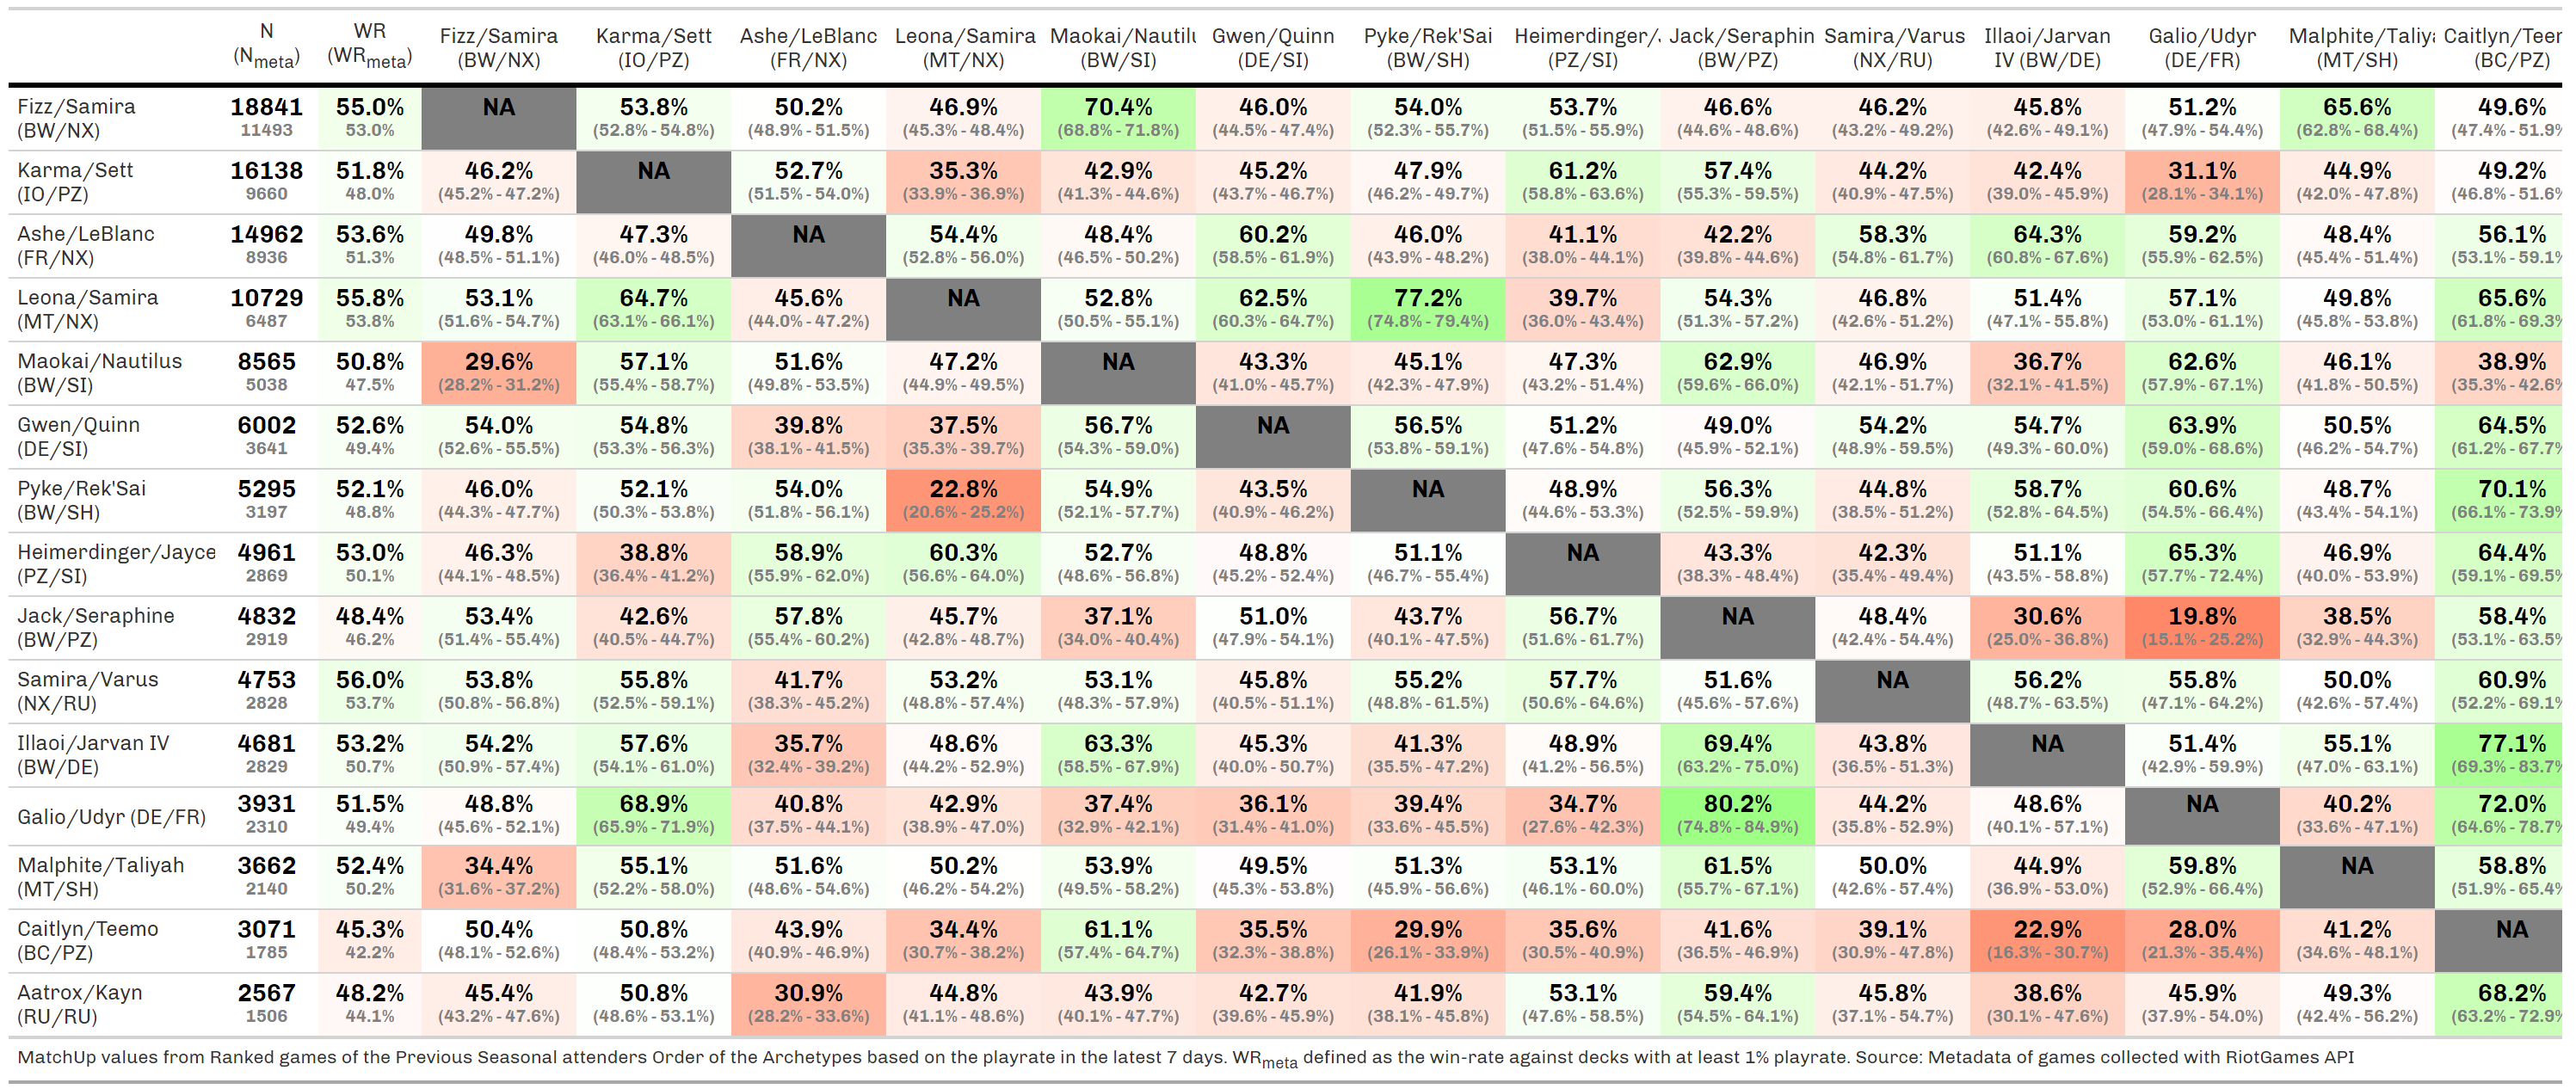 N WR Fizz/Samira Karma/Sett Ashe/LeBlanc Leona/Samira Maokai/Nautilu Gwen/Quinn Pyke/Rek'Sai Heimerdinger/ Jack/Seraphin Samira/Varus Illaoi/Jarvan Galio/Udyr Malphite/Taliya Caitlyn/Tee
(Nmeta) (WRmeta) (BW/NX) (IO/PZ) (FR/NX) (MT/NX) (BW/SI) (DE/SI) (BW/SH) (PZ/SI) (BW/PZ) (NX/RU) IV (BW/DE) (DE/FR) (MT/SH) (BC/PZ)
Fizz/Samira 18841 55.0% NA 53.8% 50.2% 46.9% 70.4% 46.0% 54.0% 53.7% 46.6% 46.2% 45.8% 51.2% 65.6% 49.6%
(BW/NX) 11493 53.0% (52.8% - 54.8%) (48.9% - 51.5%) (45.3% - 48.4%) (68.8% - 71.8%) (44.5% - 47.4%) (52.3% - 55.7%) (51.5% - 55.9%) (44.6% - 48.6%) (43.2% - 49.2%) (42.6% - 49.1%) (47.9% - 54.4%) (62.8% - 68.4%) (47.4% - 51.9%
Karma/Sett 16138 51.8% 46.2% NA 52.7% 35.3% 42.9% 45.2% 47.9% 61.2% 57.4% 44.2% 42.4% 31.1% 44.9% 49.2%
(IO/PZ) 9660 48.0% (45.2% - 47.2%) (51.5% - 54.0%) (33.9% - 36.9%) (41.3% - 44.6%) (43.7% - 46.7%) (46.2% - 49.7%) (58.8% - 63.6%) (55.3% - 59.5%) (40.9% - 47.5%) (39.0% - 45.9%) (28.1% - 34.1%) (42.0% - 47.8%) (46.8% - 51.6%
Ashe/LeBlanc 14962 53.6% 49.8% 47.3% NA 54.4% 48.4% 60.2% 46.0% 41.1% 42.2% 58.3% 64.3% 59.2% 48.4% 56.1%
(FR/NX) 8936 51.3% (48.5% - 51.1%) (46.0% - 48.5%) (52.8% - 56.0%) (46.5% - 50.2%) (58.5% - 61.9%) (43.9% - 48.2%) (38.0% - 44.1%) (39.8% - 44.6%) (54.8% - 61.7%) (60.8% - 67.6%) (55.9% - 62.5%) (45.4% - 51.4%) (53.1% - 59.1%
Leona/Samira 10729 55.8% 53.1% 64.7% 45.6% NA 52.8% 62.5% 77.2% 39.7% 54.3% 46.8% 51.4% 57.1% 49.8% 65.6%
(MT/NX) 6487 53.8% (51.6% - 54.7%) (63.1% - 66.1%) (44.0% - 47.2%) (50.5% - 55.1%) (60.3% - 64.7%) (74.8% - 79.4%) (36.0% - 43.4%) (51.3% - 57.2%) (42.6% - 51.2%) (47.1% - 55.8%) (53.0% - 61.1%) (45.8% - 53.8%) (61.8% - 69.3%
Maokai/Nautilus 8565 50.8% 29.6% 57.1% 51.6% 47.2% NA 43.3% 45.1% 47.3% 62.9% 46.9% 36.7% 62.6% 46.1% 38.9%
(BW/SI) 5038 47.5% (28.2% - 31.2%) (55.4% - 58.7%) (49.8% - 53.5%) (44.9% - 49.5%) (41.0% - 45.7%) (42.3% - 47.9%) (43.2% - 51.4%) (59.6% - 66.0%) (42.1% - 51.7%) (32.1% - 41.5%) (57.9% - 67.1%) (41.8% - 50.5%) (35.3% - 42.6%
Gwen/Quinn 6002 52.6% 54.0% 54.8% 39.8% 37.5% 56.7% NA 56.5% 51.2% 49.0% 54.2% 54.7% 63.9% 50.5% 64.5%
(DE/SI) 3641 49.4% (52.6% - 55.5%) (53.3% - 56.3%) (38.1% - 41.5%) (35.3% - 39.7%) (54.3% - 59.0%) (53.8% - 59.1%) (47.6% - 54.8%) (45.9% - 52.1%) (48.9% - 59.5%) (49.3% - 60.0%) (59.0% - 68.6%) (46.2% - 54.7%) (61.2% - 67.7%
Pyke/Rek'Sai 5295 52.1% 46.0% 52.1% 54.0% 22.8% 54.9% 43.5% NA 48.9% 56.3% 44.8% 58.7% 60.6% 48.7% 70.1%
(BW/SH) 3197 48.8% (44.3% - 47.7%) (50.3% - 53.8%) (51.8% - 56.1%) (20.6% - 25.2%) (52.1% - 57.7%) (40.9% - 46.2%) (44.6% - 53.3%) (52.5% - 59.9%) (38.5% - 51.2%) (52.8% - 64.5%) (54.5% - 66.4%) (43.4% - 54.1%) (66.1% - 73.9%
Heimerdinger/Jayce 4961 53.0% 46.3% 38.8% 58.9% 60.3% 52.7% 48.8% 51.1% NA 43.3% 42.3% 51.1% 65.3% 46.9% 64.4%
(PZ/SI) 2869 50.1% (44.1% - 48.5%) (36.4% - 41.2%) (55.9% - 62.0%) (56.6% - 64.0%) (48.6% - 56.8%) (45.2% - 52.4%) (46.7% - 55.4%) (38.3% - 48.4%) (35.4% - 49.4%) (43.5% - 58.8%) (57.7% - 72.4%) (40.0% - 53.9%) (59.1% - 69.5%
Jack/Seraphine 4832 48.4% 53.4% 42.6% 57.8% 45.7% 37.1% 51.0% 43.7% 56.7% NA 48.4% 30.6% 19.8% 38.5% 58.4%
(BW/PZ) 2919 46.2% (51.4% - 55.4%) (40.5% - 44.7%) (55.4% - 60.2%) (42.8% - 48.7%) (34.0% - 40.4%) (47.9% - 54.1%) (40.1% - 47.5%) (51.6% - 61.7%) (42.4% - 54.4%) (25.0% - 36.8%) (15.1% - 25.2%) (32.9% - 44.3%) (53.1% - 63.5%
Samira/Varus 4753 56.0% 53.8% 55.8% 41.7% 53.2% 53.1% 45.8% 55.2% 57.7% 51.6% NA 56.2% 55.8% 50.0% 60.9%
(NX/RU) 2828 53.7% (50.8% - 56.8%) (52.5% - 59.1%) (38.3% - 45.2%) (48.8% - 57.4%) (48.3% - 57.9%) (40.5% - 51.1%) (48.8% - 61.5%) (50.6% - 64.6%) (45.6% - 57.6%) (48.7% - 63.5%) (47.1% - 64.2%) (42.6% - 57.4%) (52.2% - 69.1%
Illaoi/Jarvan IV 4681 53.2% 54.2% 57.6% 35.7% 48.6% 63.3% 45.3% 41.3% 48.9% 69.4% 43.8% NA 51.4% 55.1% 77.1%
(BW/DE) 2829 50.7% (50.9% - 57.4%) (54.1% - 61.0%) (32.4% - 39.2%) (44.2% - 52.9%) (58.5% - 67.9%) (40.0% - 50.7%) (35.5% - 47.2%) (41.2% - 56.5%) (63.2% - 75.0%) (36.5% - 51.3%) (42.9% - 59.9%) (47.0% - 63.1%) (69.3% - 83.7%
Galio/Udyr (DE/FR) 3931 51.5% 48.8% 68.9% 40.8% 42.9% 37.4% 36.1% 39.4% 34.7% 80.2% 44.2% 48.6% NA 40.2% 72.0%
2310 49.4% (45.6% - 52.1%) (65.9% - 71.9%) (37.5% - 44.1%) (38.9% - 47.0%) (32.9% - 42.1%) (31.4% - 41.0%) (33.6% - 45.5%) (27.6% - 42.3%) (74.8% - 84.9%) (35.8% - 52.9%) (40.1% - 57.1%) (33.6% - 47.1%) (64.6% - 78.7%
Malphite/Taliyah 3662 52.4% 34.4% 55.1% 51.6% 50.2% 53.9% 49.5% 51.3% 53.1% 61.5% 50.0% 44.9% 59.8% NA 58.8%
(MT/SH) 2140 50.2% (31.6% - 37.2%) (52.2% - 58.0%) (48.6% - 54.6%) (46.2% - 54.2%) (49.5% - 58.2%) (45.3% - 53.8%) (45.9% - 56.6%) (46.1% - 60.0%) (55.7% - 67.1%) (42.6% - 57.4%) (36.9% - 53.0%) (52.9% - 66.4%) (51.9% - 65.4%
Caitlyn/Teemo 3071 45.3% 50.4% 50.8% 43.9% 34.4% 61.1% 35.5% 29.9% 35.6% 41.6% 39.1% 22.9% 28.0% 41.2% NA
(BC/PZ) 1785 42.2% (48.1% - 52.6%) (48.4% - 53.2%) (40.9% - 46.9%) (30.7% - 38.2%) (57.4% - 64.7%) (32.3% - 38.8%) (26.1% - 33.9%) (30.5% - 40.9%) (36.5% - 46.9%) (30.9% - 47.8%) (16.3% - 30.7%) (21.3% - 35.4%) (34.6% - 48.1%)
Aatrox/Kayn 2567 48.2% 45.4% 50.8% 30.9% 44.8% 43.9% 42.7% 41.9% 53.1% 59.4% 45.8% 38.6% 45.9% 49.3% 68.2%
(RU/RU) 1506 44.1% (43.2% - 47.6%) (48.6% - 53.1%) (28.2% - 33.6%) (41.1% - 48.6%) (40.1% - 47.7%) (39.6% - 45.9%) (38.1% - 45.8%) (47.6% - 58.5%) (54.5% - 64.1%) (37.1% - 54.7%) (30.1% - 47.6%) (37.9% - 54.0%) (42.4% - 56.2%) (63.2% - 72.9%
MatchUp values from Ranked games of the Previous Seasonal attenders Order of the Archetypes based on the playrate in the latest 7 days. WRmeta defined as the win-rate against decks with at least 1% playrate. Source: Metadata of games collected with RiotGames API